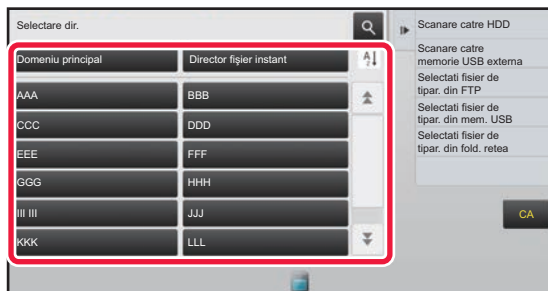 Selectare dir.
Domeniu principal
Director fişier instant
AAA
BBB
CCC
DDD
EEE
FFF
GGG
HHH
III III
JJJ
KKK
LLL
Scanare catre HDD
Scanare catre
memorie USB externa
Selectati fisier de
tipar. din FTP
Selectati fisier de
tipar. din mem. USB
Selectati fisier de
tipar. din fold. retea
CA